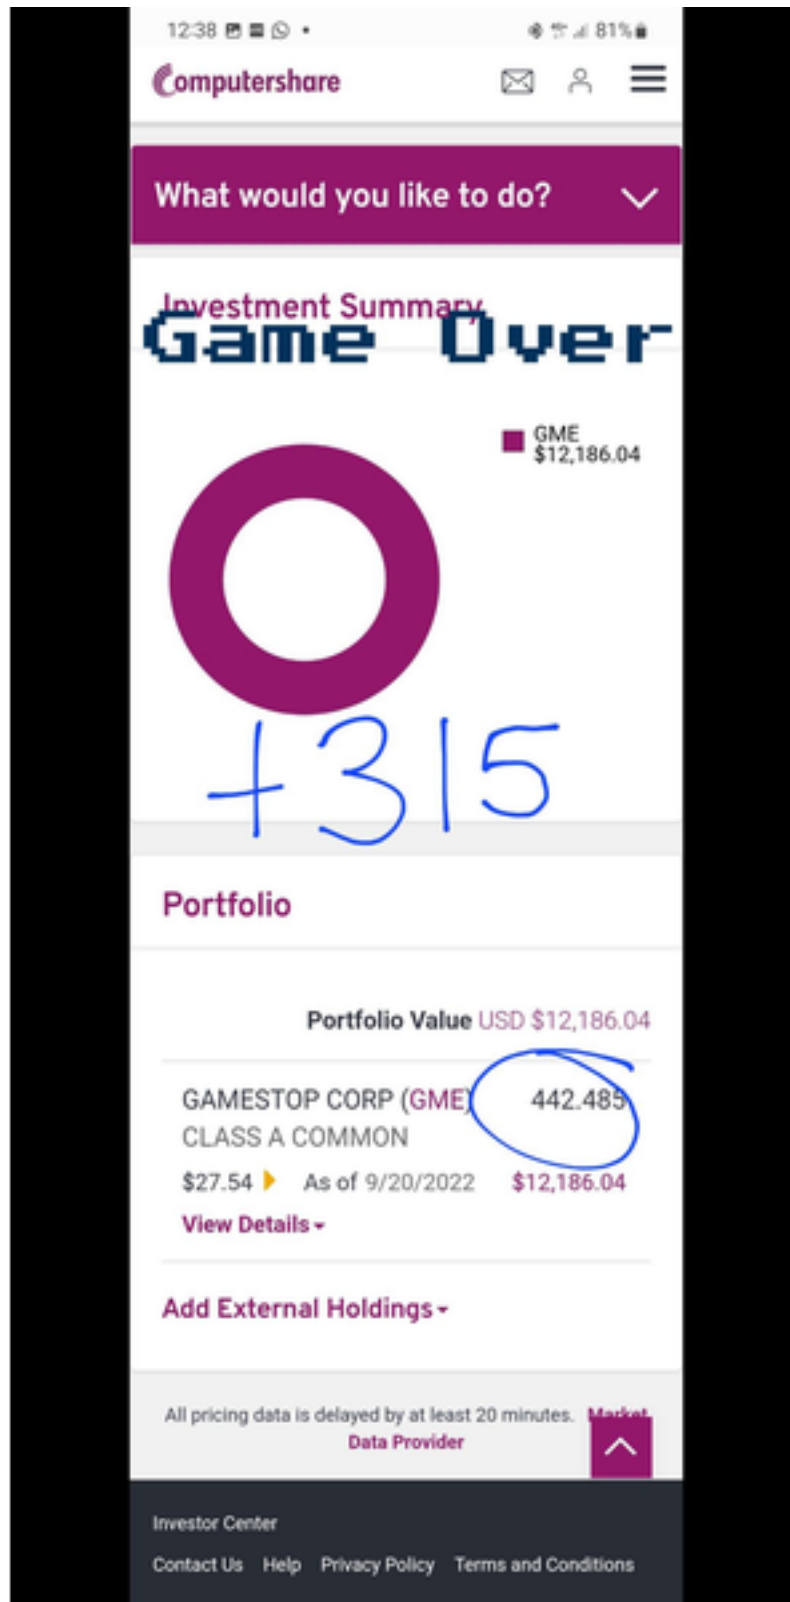 12:38
81%
Computershare
What would you like to do?
Investment Summary
Game Over
GME
$12,186.04
+315
Portfolio
Portfolio Value USD $12,186.04
GAMESTOP CORP (GME) 442.485
CLASS A COMMON
$27.54 As of 9/20/2022 $12,186.04
View Details
Add External Holdings
All pricing data is delayed by at least 20 minutes. Market
Data Provider
Investor Center
Contact Us Help Privacy Policy Terms and Conditions